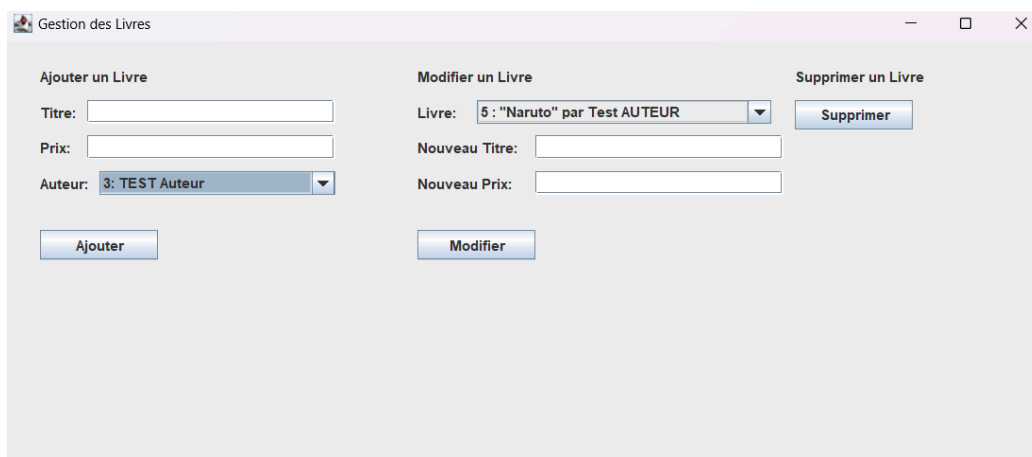 Gestion des Livres
Ajouter un Livre
Titre:
Prix:
Auteur: 3: TEST Auteur
Ajouter
Modifier un Livre
Livre: 5 : "Naruto" par Test AUTEUR
Nouveau Titre:
Nouveau Prix:
Modifier
Supprimer un Livre
Supprimer